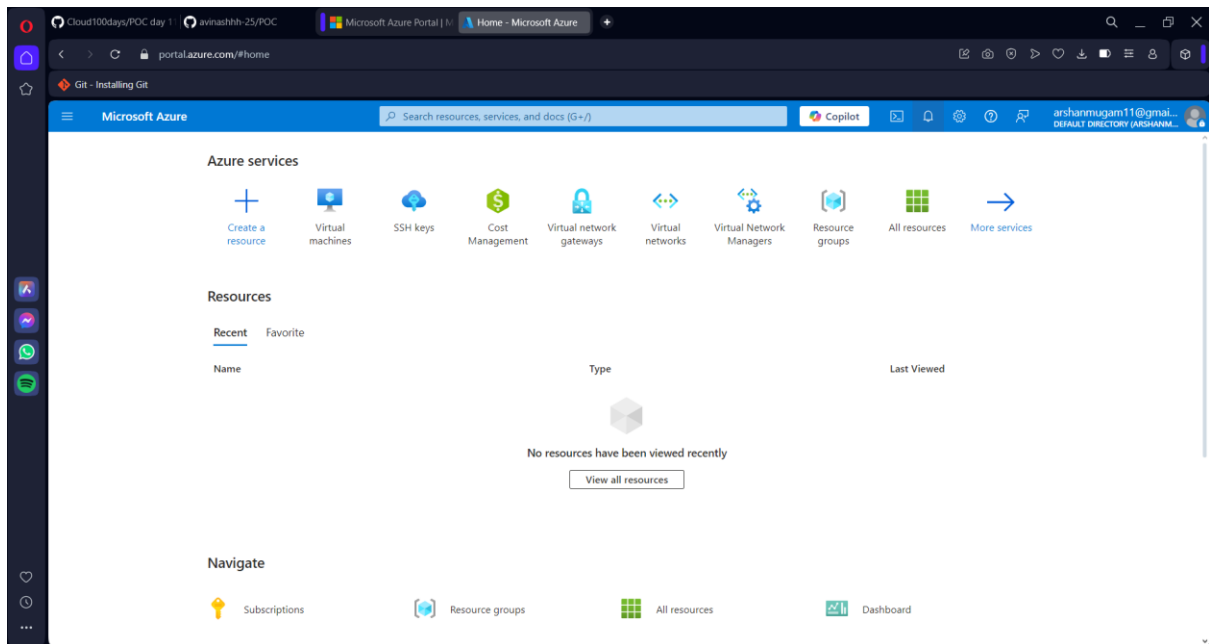 Cloud100days/POC day 1
avinashhh-25/POC
Microsoft Azure Portal | M
Home - Microsoft Azure
portal.azure.com/#home
Git - Installing Git
Microsoft Azure
Search resources, services, and docs (G+/)
Copilot
arshanmugam11@gmai...
DEFAULT DIRECTORY (ARSHANM...
Azure services
Create a
resource
Virtual
machines
SSH keys
Cost
Management
Virtual network
gateways
Virtual
networks
Virtual Network
Managers
Resource
groups
All resources
More services
Resources
Recent Favorite
Name Type Last Viewed
No resources have been viewed recently
View all resources
Navigate
Subscriptions Resource groups All resources Dashboard